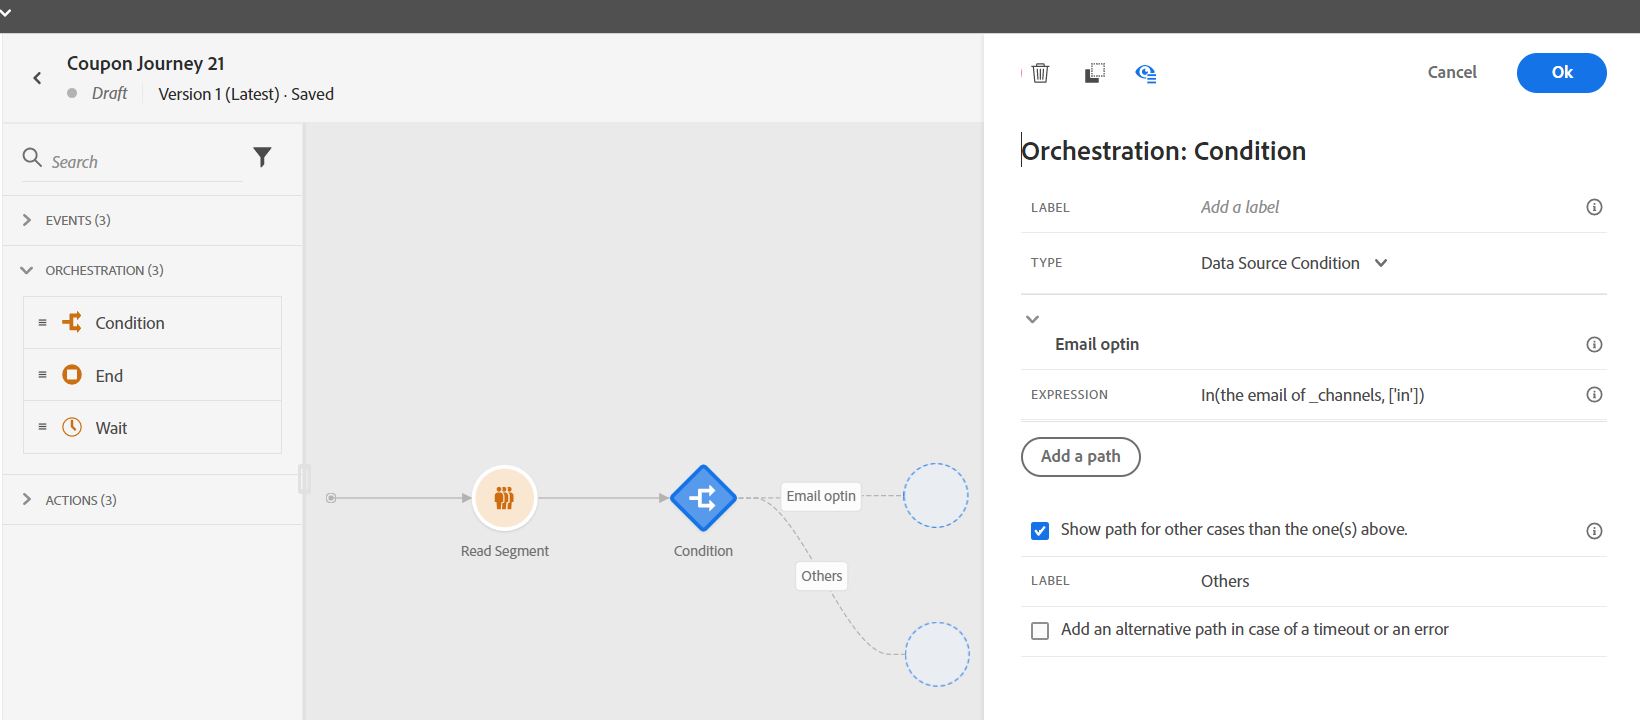 Coupon Journey 21
Draft Version 1 (Latest) · Saved
Search
EVENTS (3)
ORCHESTRATION (3)
Condition
End
Wait
ACTIONS (3)
Read Segment
Condition
Email optin
Others
Cancel
Ok
Orchestration: Condition
LABEL Add a label
TYPE Data Source Condition
Email optin
EXPRESSION In(the email of _channels, ['in'])
Add a path
Show path for other cases than the one(s) above.
LABEL Others
Add an alternative path in case of a timeout or an error